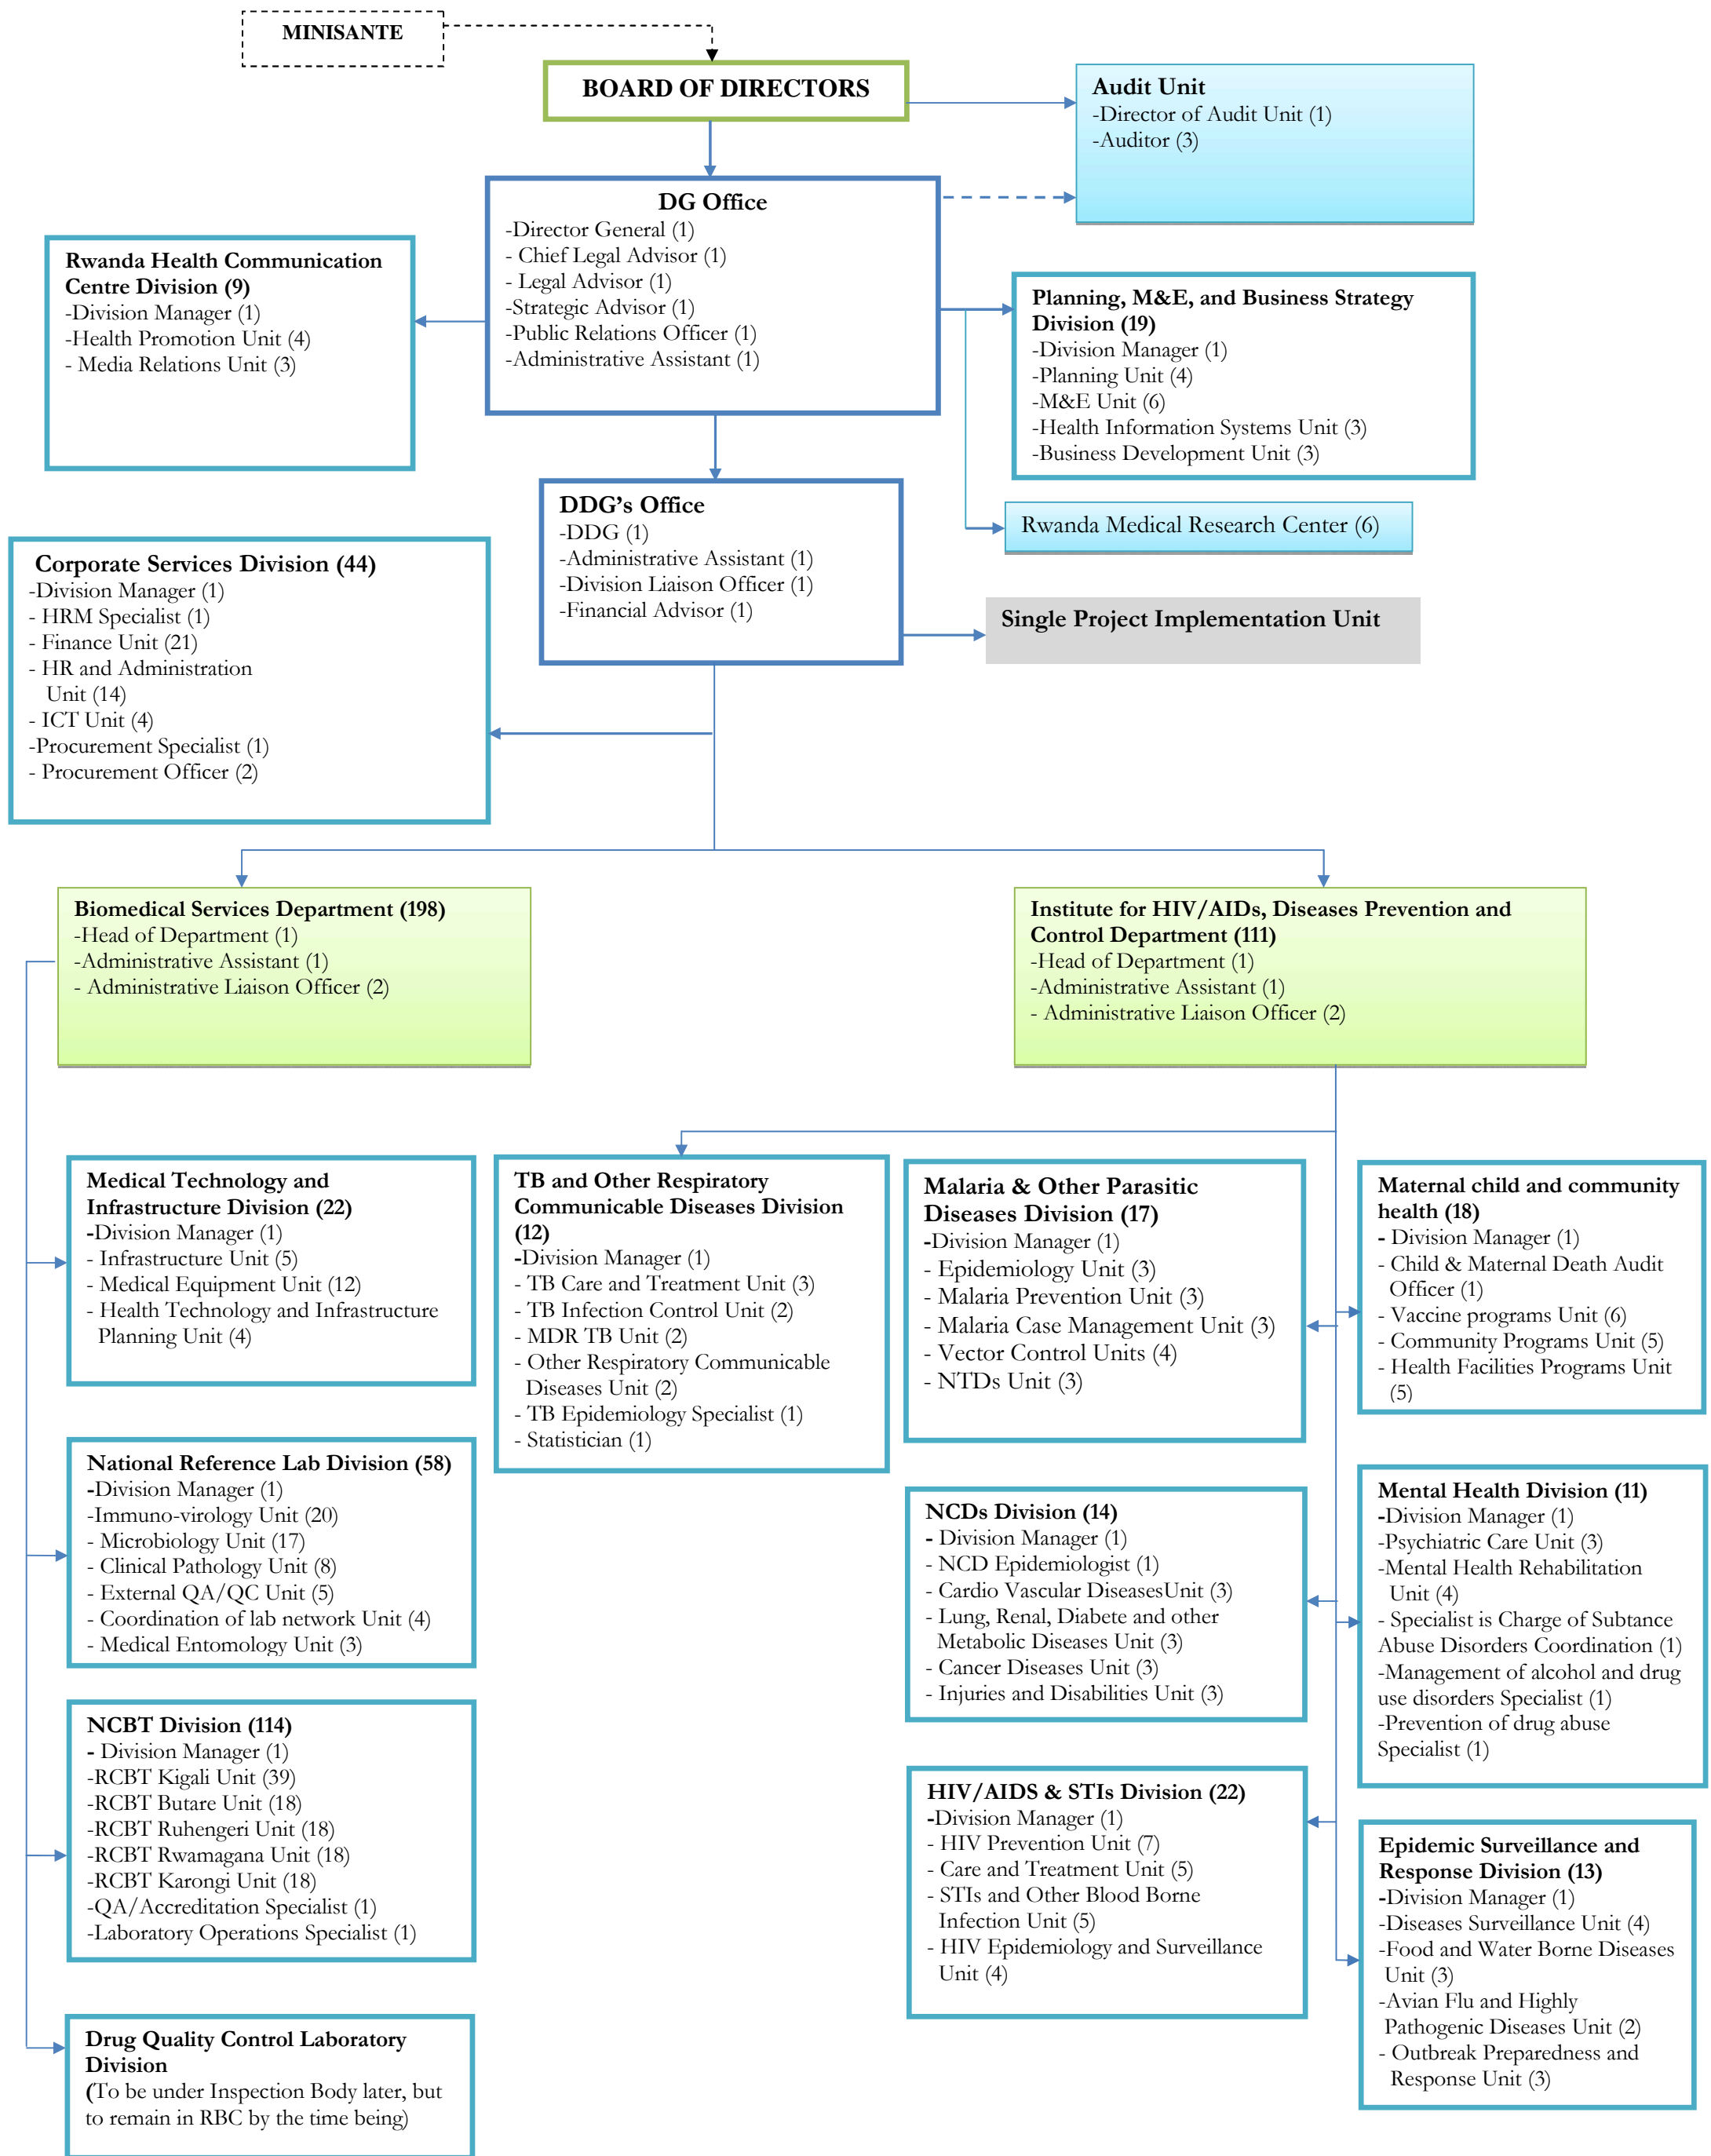 MINISANTE
BOARD OF DIRECTORS
Audit Unit
-Director of Audit Unit (1)
-Auditor (3)
DG Office
-Director General (1)
- Chief Legal Advisor (1)
- Legal Advisor (1)
-Strategic Advisor (1)
-Public Relations Officer (1)
-Administrative Assistant (1)
Rwanda Health Communication
Centre Division (9)
-Division Manager (1)
-Health Promotion Unit (4)
- Media Relations Unit (3)
Planning, M&E, and Business Strategy
Division (19)
-Division Manager (1)
-Planning Unit (4)
-M&E Unit (6)
-Health Information Systems Unit (3)
-Business Development Unit (3)
Rwanda Medical Research Center (6)
DDG’s Office
-DDG (1)
-Administrative Assistant (1)
-Division Liaison Officer (1)
-Financial Advisor (1)
Single Project Implementation Unit
Corporate Services Division (44)
-Division Manager (1)
- HRM Specialist (1)
- Finance Unit (21)
- HR and Administration
Unit (14)
- ICT Unit (4)
-Procurement Specialist (1)
- Procurement Officer (2)
Biomedical Services Department (198)
-Head of Department (1)
-Administrative Assistant (1)
- Administrative Liaison Officer (2)
Institute for HIV/AIDs, Diseases Prevention and
Control Department (111)
-Head of Department (1)
-Administrative Assistant (1)
- Administrative Liaison Officer (2)
Medical Technology and
Infrastructure Division (22)
-Division Manager (1)
- Infrastructure Unit (5)
- Medical Equipment Unit (12)
- Health Technology and Infrastructure
Planning Unit (4)
TB and Other Respiratory
Communicable Diseases Division
(12)
-Division Manager (1)
- TB Care and Treatment Unit (3)
- TB Infection Control Unit (2)
- MDR TB Unit (2)
- Other Respiratory Communicable
Diseases Unit (2)
- TB Epidemiology Specialist (1)
- Statistician (1)
Malaria & Other Parasitic
Diseases Division (17)
-Division Manager (1)
- Epidemiology Unit (3)
- Malaria Prevention Unit (3)
- Malaria Case Management Unit (3)
- Vector Control Units (4)
- NTDs Unit (3)
Maternal child and community
health (18)
- Division Manager (1)
- Child & Maternal Death Audit
Officer (1)
- Vaccine programs Unit (6)
- Community Programs Unit (5)
- Health Facilities Programs Unit
(5)
National Reference Lab Division (58)
-Division Manager (1)
-Immuno-virology Unit (20)
- Microbiology Unit (17)
- Clinical Pathology Unit (8)
- External QA/QC Unit (5)
- Coordination of lab network Unit (4)
- Medical Entomology Unit (3)
NCDs Division (14)
- Division Manager (1)
- NCD Epidemiologist (1)
- Cardio Vascular DiseasesUnit (3)
- Lung, Renal, Diabete and other
Metabolic Diseases Unit (3)
- Cancer Diseases Unit (3)
- Injuries and Disabilities Unit (3)
Mental Health Division (11)
-Division Manager (1)
-Psychiatric Care Unit (3)
-Mental Health Rehabilitation
Unit (4)
- Specialist is Charge of Subtance
Abuse Disorders Coordination (1)
-Management of alcohol and drug
use disorders Specialist (1)
-Prevention of drug abuse
Specialist (1)
NCBT Division (114)
- Division Manager (1)
-RCBT Kigali Unit (39)
-RCBT Butare Unit (18)
-RCBT Ruhengeri Unit (18)
-RCBT Rwamagana Unit (18)
-RCBT Karongi Unit (18)
-QA/Accreditation Specialist (1)
-Laboratory Operations Specialist (1)
HIV/AIDS & STIs Division (22)
-Division Manager (1)
- HIV Prevention Unit (7)
- Care and Treatment Unit (5)
- STIs and Other Blood Borne
Infection Unit (5)
- HIV Epidemiology and Surveillance
Unit (4)
Epidemic Surveillance and
Response Division (13)
-Division Manager (1)
-Diseases Surveillance Unit (4)
-Food and Water Borne Diseases
Unit (3)
-Avian Flu and Highly
Pathogenic Diseases Unit (2)
- Outbreak Preparedness and
Response Unit (3)
Drug Quality Control Laboratory
Division
(To be under Inspection Body later, but
to remain in RBC by the time being)